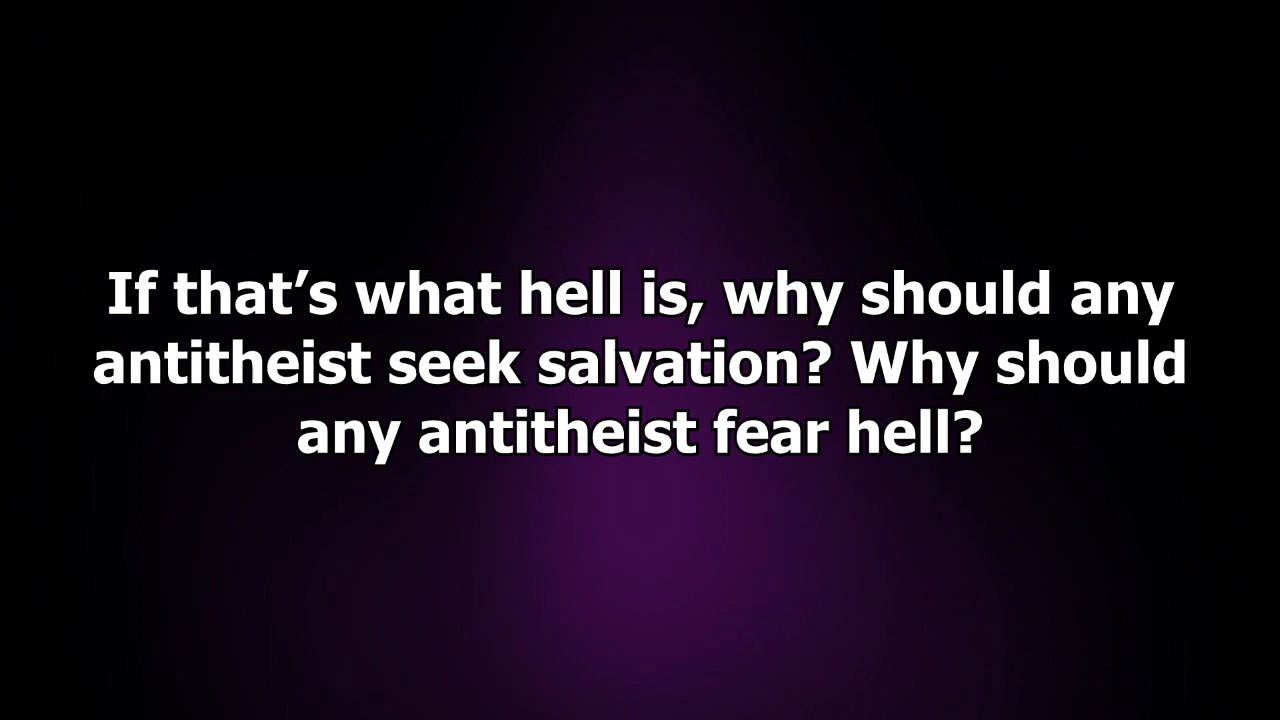 If that’s what hell is, why should any
antitheist seek salvation? Why should
any antitheist fear hell?